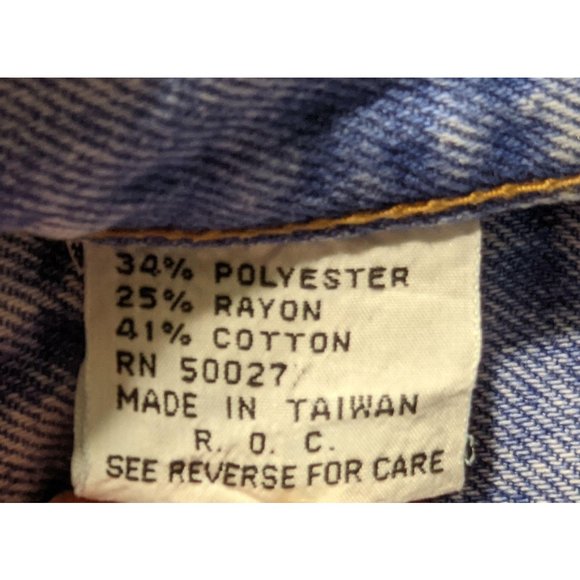 34% POLYESTER
25% RAYON
41% COTTON
RN 50027
MADE IN TAIWAN
R. O. C.
SEE REVERSE FOR CARE